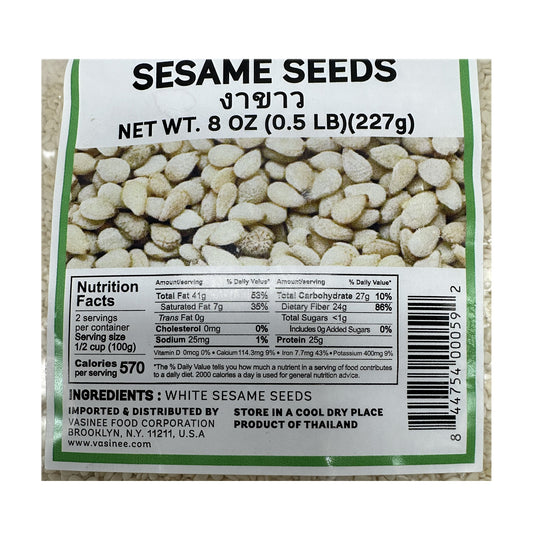 SESAME SEEDS
งาขาว
NET WT. 8 OZ (0.5 LB)(227g)
Nutrition Facts
2 servings per container
Serving size
1/2 cup (100g)
Calories per serving 570
Amount/serving % Daily Value*
Total Fat 41g 53%
Saturated Fat 7g 35%
Trans Fat 0g
Cholesterol 0mg 0%
Sodium 25mg 1%
Amount/serving % Daily Value*
Total Carbohydrate 27g 10%
Dietary Fiber 24g 86%
Total Sugars <1g
Includes 0g Added Sugars 0%
Protein 25g
Vitamin D 0mcg 0% • Calcium 114.3mg 9% • Iron 7.7mg 43% • Potassium 400mg 9%
*The % Daily Value tells you how much a nutrient in a serving of food contributes
to a daily diet. 2000 calories a day is used for general nutrition advice.
INGREDIENTS : WHITE SESAME SEEDS
IMPORTED & DISTRIBUTED BY
VASINEE FOOD CORPORATION
BROOKLYN, N.Y. 11211, U.S.A
www.vasinee.com
STORE IN A COOL DRY PLACE
PRODUCT OF THAILAND
8 44754 00059 2